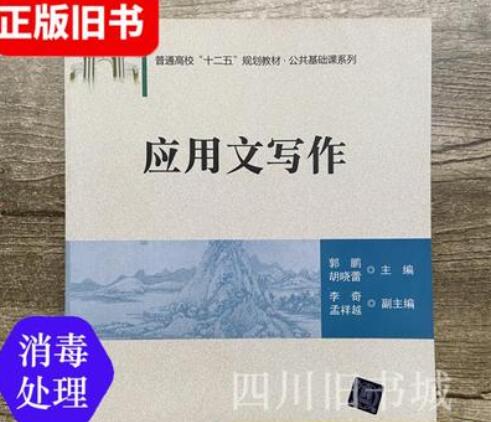 正版旧书
普通高校“十二五”规划教材·公共基础课系列
应用文写作
郭 鹏
胡晓蕾
主 编
李 奇
孟祥越
副主编
消毒
处理
四川旧书城